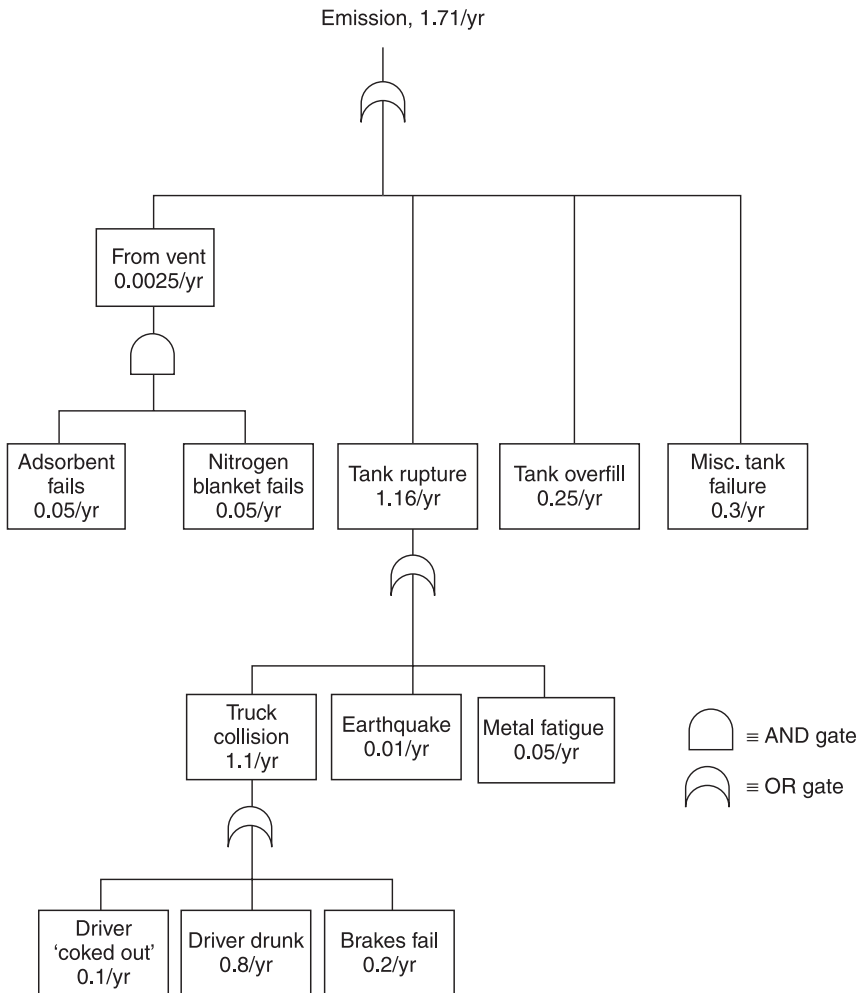 Emission, 1.71/yr
From vent
0.0025/yr
Adsorbent
fails
0.05/yr
Nitrogen
blanket fails
0.05/yr
Tank rupture
1.16/yr
Tank overfill
0.25/yr
Misc. tank
failure
0.3/yr
Truck
collision
1.1/yr
Earthquake
0.01/yr
Metal fatigue
0.05/yr
≡ AND gate
≡ OR gate
Driver
‘coked out’
0.1/yr
Driver drunk
0.8/yr
Brakes fail
0.2/yr